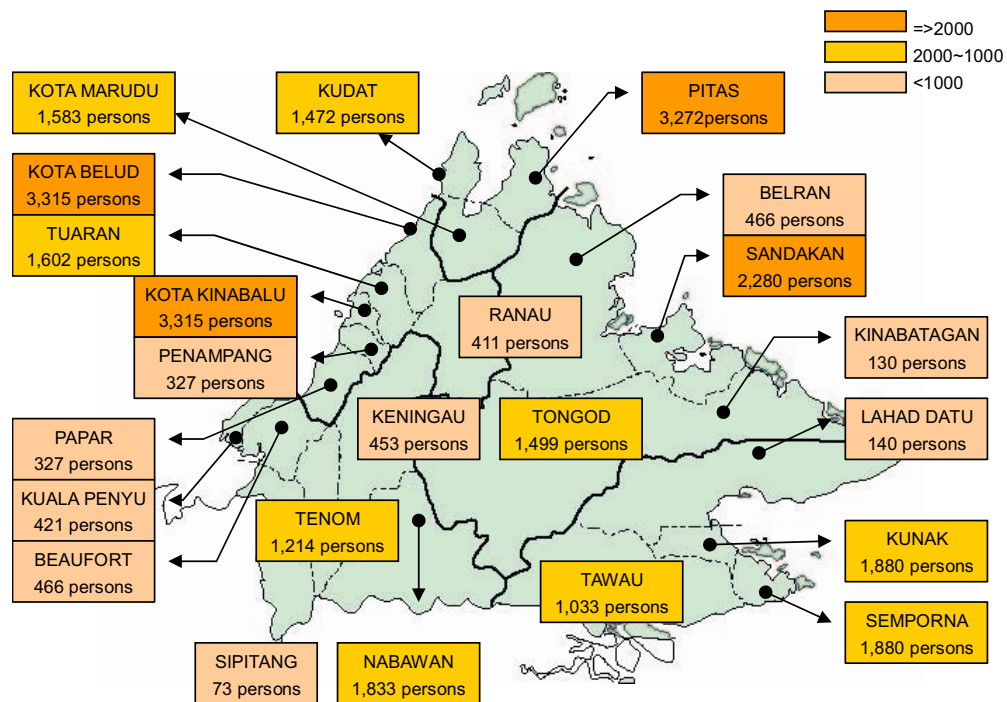 =>2000
2000~1000
<1000
KOTA MARUDU
1,583 persons
KUDAT
1,472 persons
PITAS
3,272persons
KOTA BELUD
3,315 persons
TUARAN
1,602 persons
BELRAN
466 persons
SANDAKAN
2,280 persons
KOTA KINABALU
3,315 persons
PENAMPANG
327 persons
RANAU
411 persons
KINABATAGAN
130 persons
KENINGAU
453 persons
TONGOD
1,499 persons
LAHAD DATU
140 persons
PAPAR
327 persons
KUALA PENYU
421 persons
BEAUFORT
466 persons
TENOM
1,214 persons
KUNAK
1,880 persons
TAWAU
1,033 persons
SEMPORNA
1,880 persons
SIPITANG
73 persons
NABAWAN
1,833 persons